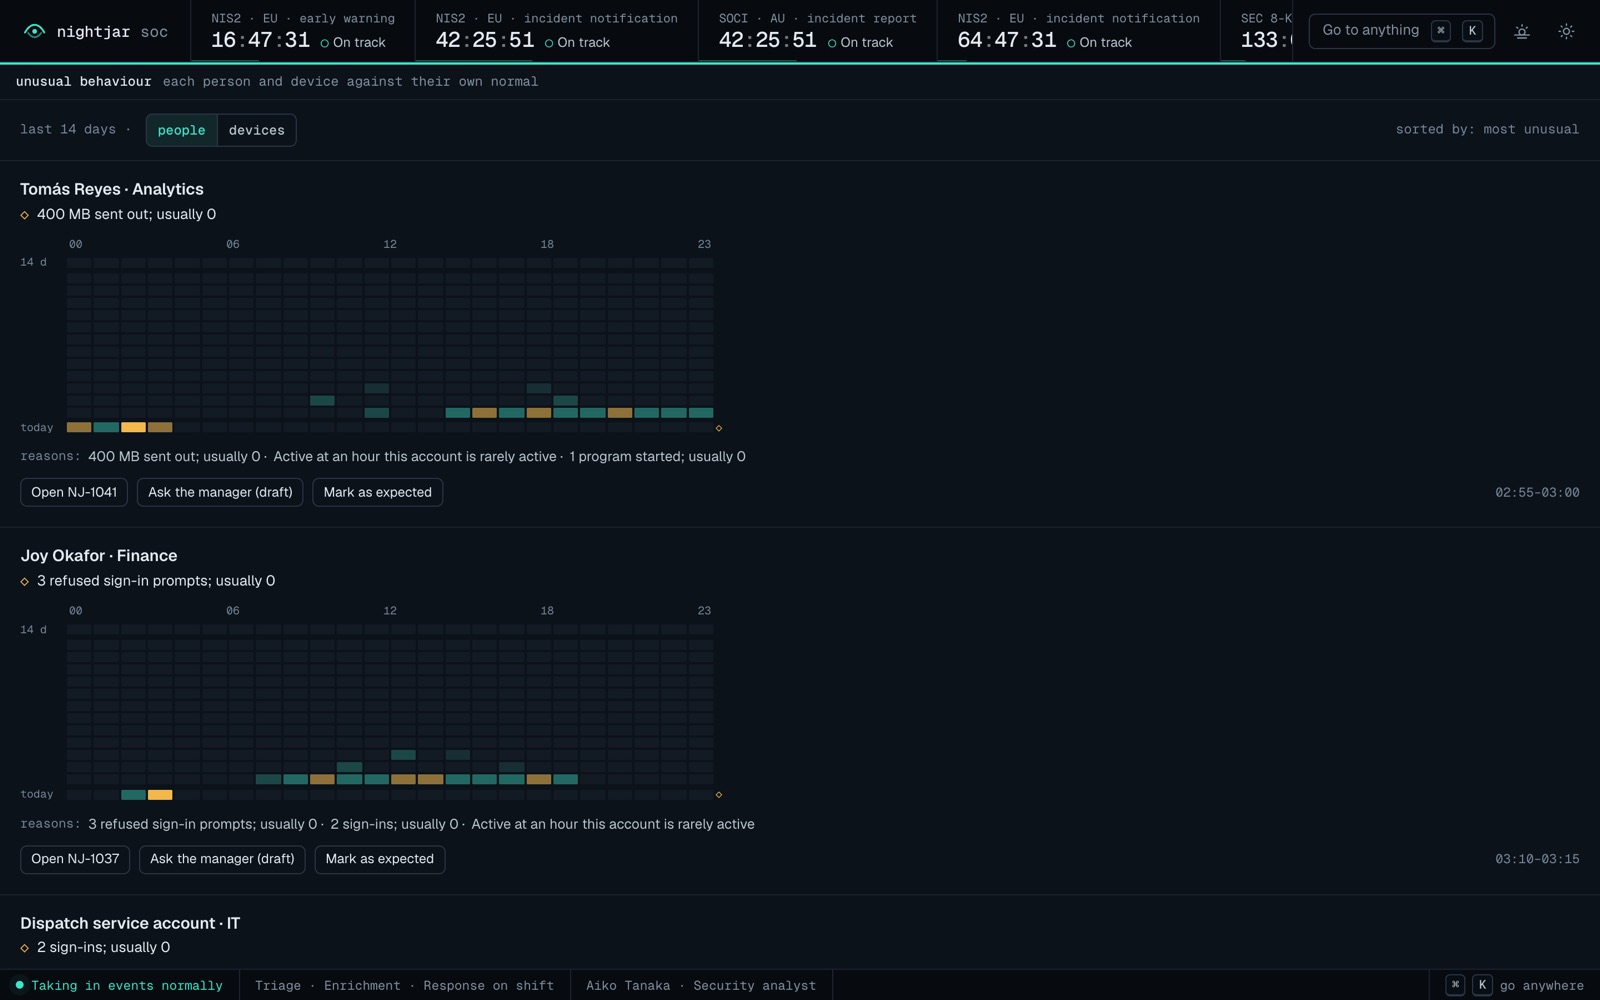 nightjar soc
NIS2 · EU · early warning
16:47:31 On track
NIS2 · EU · incident notification
42:25:51 On track
SOCI · AU · incident report
42:25:51 On track
NIS2 · EU · incident notification
64:47:31 On track
SEC 8-K
133:
Go to anything ⌘ K
unusual behaviour each person and device against their own normal
last 14 days · people devices
sorted by: most unusual
Tomás Reyes · Analytics
400 MB sent out; usually 0
00 06 12 18 23
14 d
today
reasons: 400 MB sent out; usually 0 · Active at an hour this account is rarely active · 1 program started; usually 0
Open NJ-1041 Ask the manager (draft) Mark as expected
02:55–03:00
Joy Okafor · Finance
3 refused sign-in prompts; usually 0
00 06 12 18 23
14 d
today
reasons: 3 refused sign-in prompts; usually 0 · 2 sign-ins; usually 0 · Active at an hour this account is rarely active
Open NJ-1037 Ask the manager (draft) Mark as expected
03:10–03:15
Dispatch service account · IT
2 sign-ins; usually 0
Taking in events normally
Triage · Enrichment · Response on shift
Aiko Tanaka · Security analyst
⌘ K go anywhere